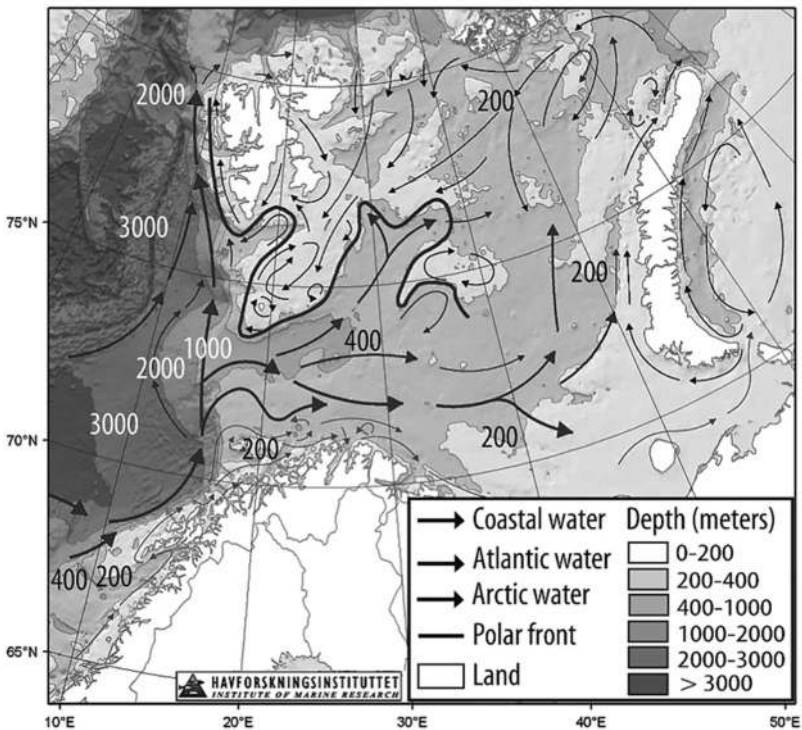 2000
200
75°N
3000
200
1000
400
2000
3000
70°N
200
200
400
200
65°N
10°E
20°E
30°E
40°E
50°E
Coastal water
Atlantic water
Arctic water
Polar front
Land
Depth (meters)
0-200
200-400
400-1000
1000-2000
2000-3000
> 3000
HAVFORSKNINGSINSTITUTTET
INSTITUTE OF MARINE RESEARCH